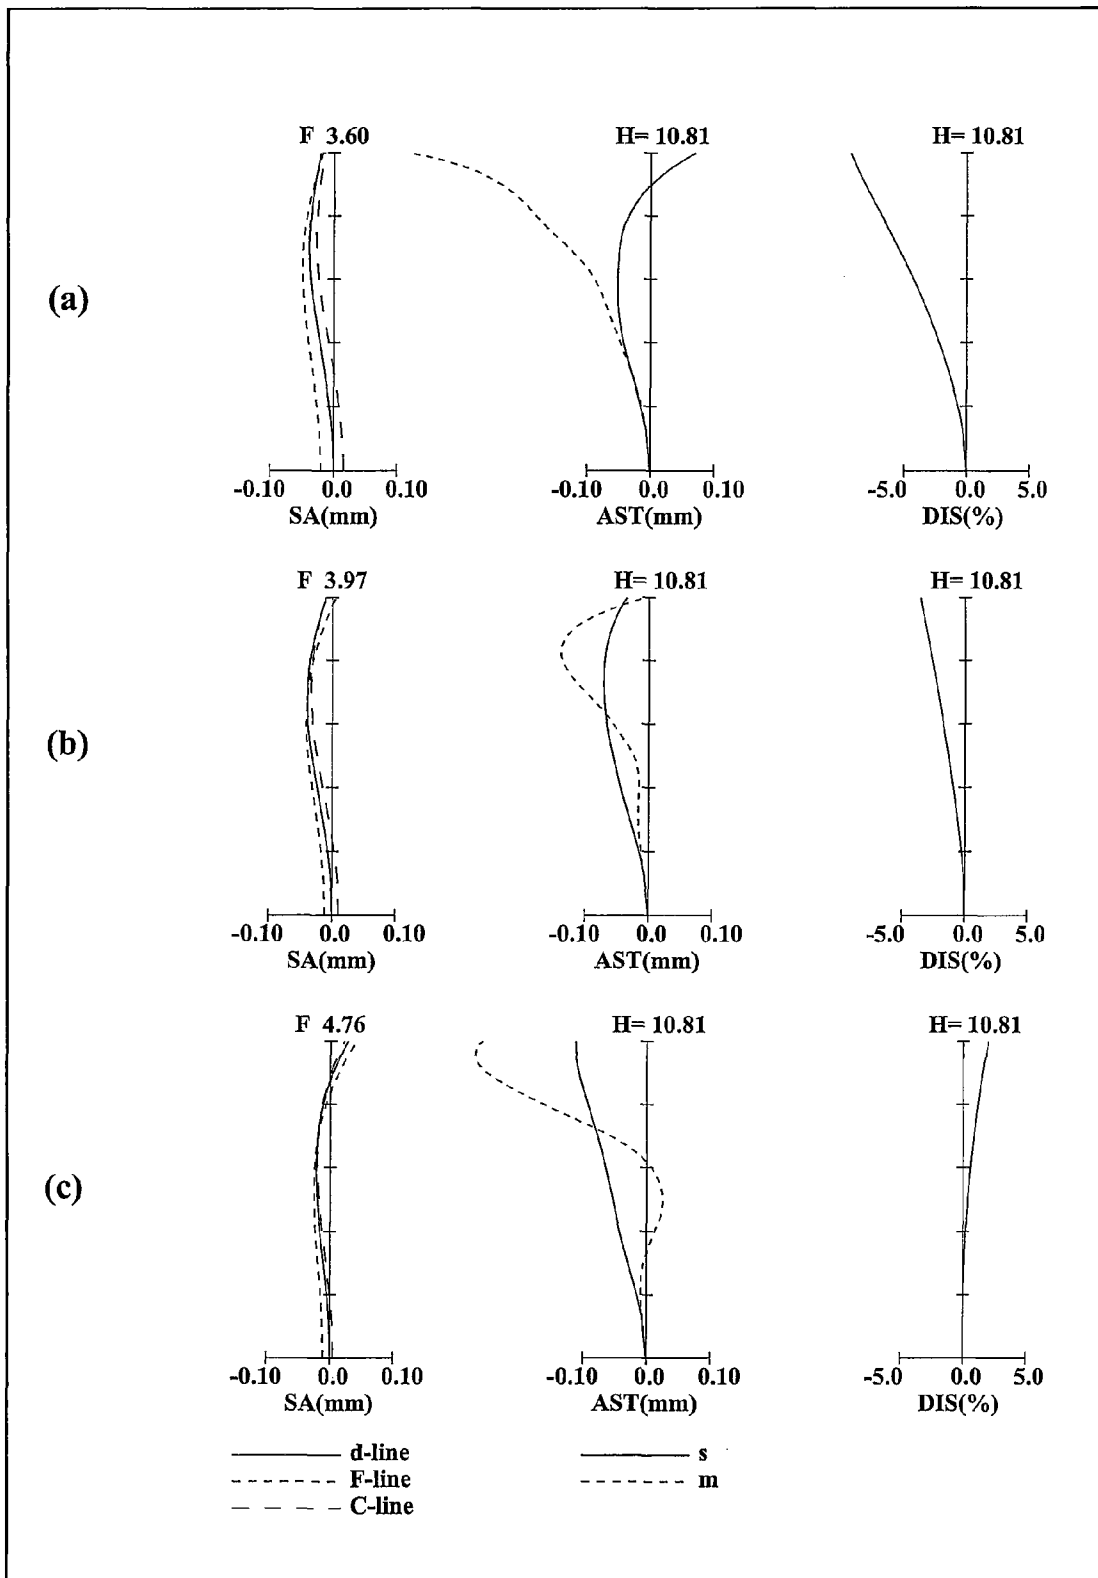 F 3.60
H= 10.81
H= 10.81
(a)
-0.10 0.0 0.10
SA(mm)
-0.10 0.0 0.10
AST(mm)
-5.0 0.0 5.0
DIS(%)
F 3.97
H= 10.81
H= 10.81
(b)
-0.10 0.0 0.10
SA(mm)
-0.10 0.0 0.10
AST(mm)
-5.0 0.0 5.0
DIS(%)
F 4.76
H= 10.81
H= 10.81
(c)
-0.10 0.0 0.10
SA(mm)
-0.10 0.0 0.10
AST(mm)
-5.0 0.0 5.0
DIS(%)
d-line
F-line
C-line
s
m